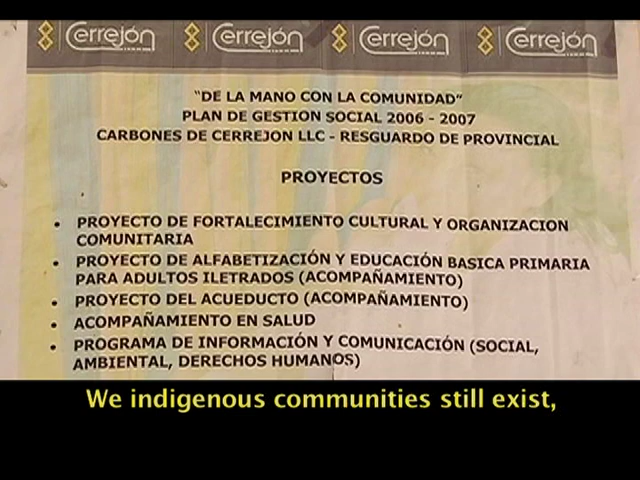 Cerrejón Cerrejón Cerrejón Cerrejón
“DE LA MANO CON LA COMUNIDAD”
PLAN DE GESTION SOCIAL 2006 - 2007
CARBONES DE CERREJON LLC - RESGUARDO DE PROVINCIAL
PROYECTOS
• PROYECTO DE FORTALECIMIENTO CULTURAL Y ORGANIZACION
COMUNITARIA
• PROYECTO DE ALFABETIZACIÓN Y EDUCACIÓN BASICA PRIMARIA
PARA ADULTOS ILETRADOS (ACOMPAÑAMIENTO)
• PROYECTO DEL ACUEDUCTO (ACOMPAÑAMIENTO)
• ACOMPAÑAMIENTO EN SALUD
• PROGRAMA DE INFORMACIÓN Y COMUNICACIÓN (SOCIAL,
AMBIENTAL, DERECHOS HUMANOS)
We indigenous communities still exist,